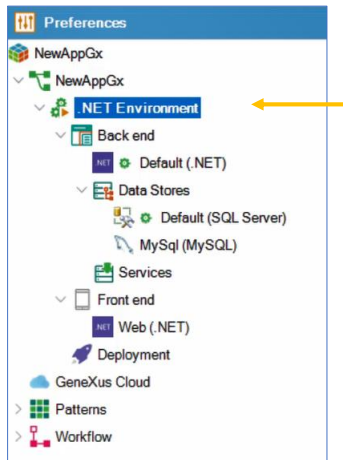 Preferences
NewAppGx
NewAppGx
.NET Environment
Back end
.NET Default (.NET)
Data Stores
Default (SQL Server)
MySql (MySQL)
Services
Front end
.NET Web (.NET)
Deployment
GeneXus Cloud
Patterns
Workflow